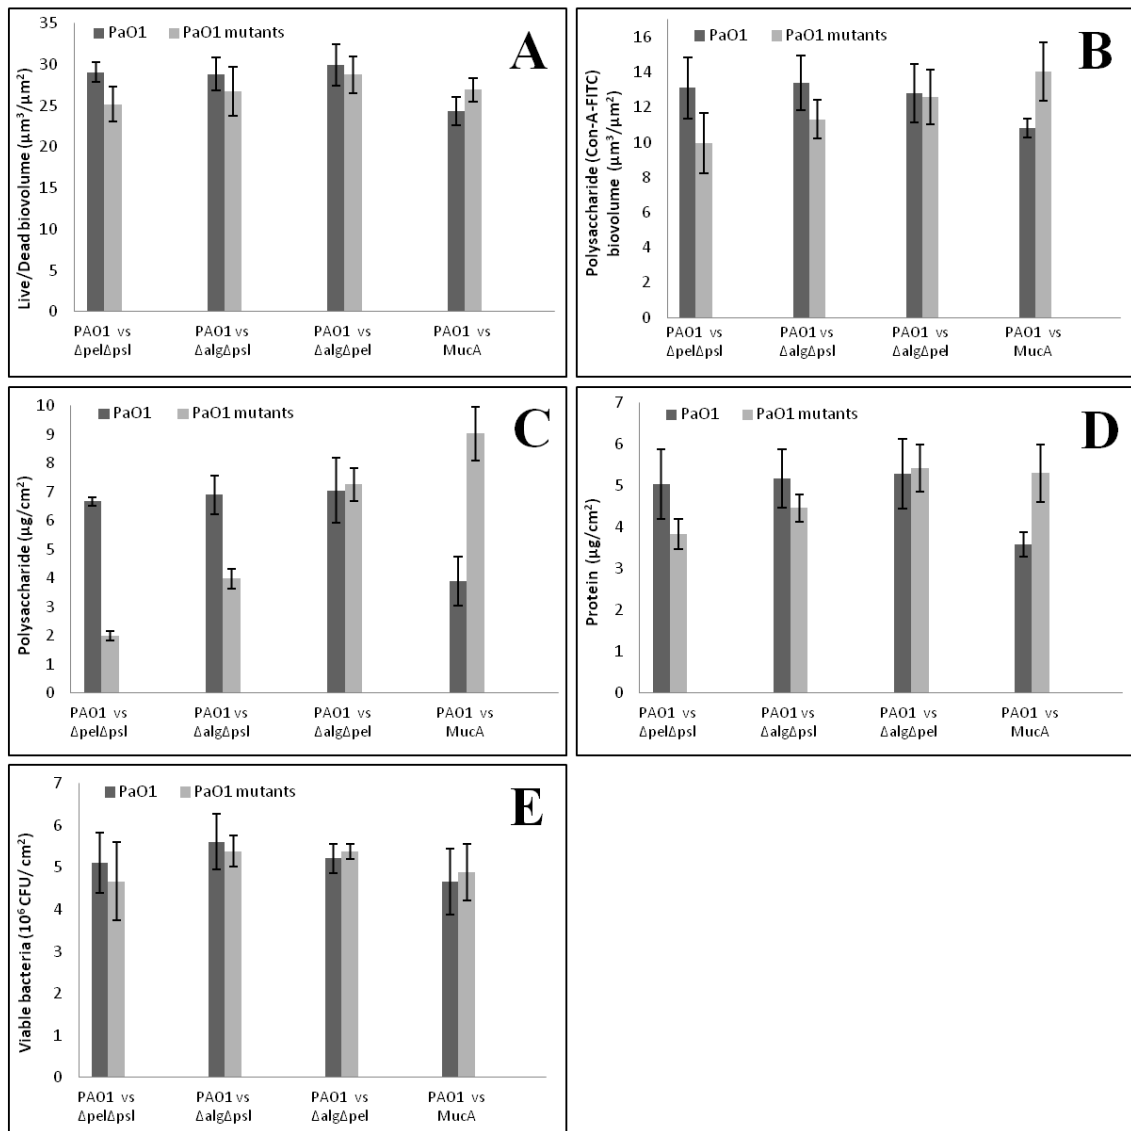 PaO1 PaO1 mutants
A
Live/Dead biovolume (µm³/µm²)
35
30
25
20
15
10
5
0
PAO1 vs ΔpelΔpsl
PAO1 vs ΔalgΔpsl
PAO1 vs ΔalgΔpel
PAO1 vs MucA
PaO1 PaO1 mutants
B
Polysaccharide (Con-A-FITC)
biovolume (µm³/µm²)
16
14
12
10
8
6
4
2
0
PAO1 vs ΔpelΔpsl
PAO1 vs ΔalgΔpsl
PAO1 vs ΔalgΔpel
PAO1 vs MucA
PaO1 PaO1 mutants
C
Polysaccharide (µg/cm²)
10
9
8
7
6
5
4
3
2
1
0
PAO1 vs ΔpelΔpsl
PAO1 vs ΔalgΔpsl
PAO1 vs ΔalgΔpel
PAO1 vs MucA
PaO1 PaO1 mutants
D
Protein (µg/cm²)
7
6
5
4
3
2
1
0
PAO1 vs ΔpelΔpsl
PAO1 vs ΔalgΔpsl
PAO1 vs ΔalgΔpel
PAO1 vs MucA
PaO1 PaO1 mutants
E
Viable bacteria (10⁶ CFU/ cm²)
7
6
5
4
3
2
1
0
PAO1 vs ΔpelΔpsl
PAO1 vs ΔalgΔpsl
PAO1 vs ΔalgΔpel
PAO1 vs MucA